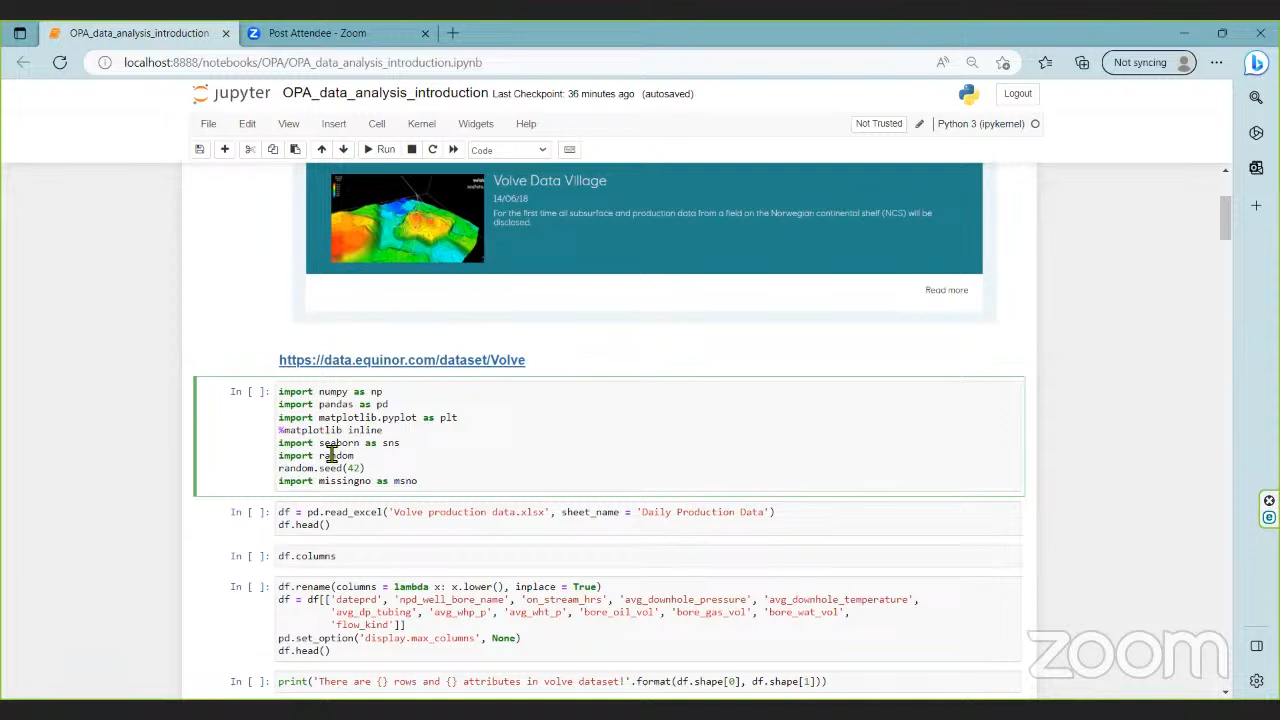 OPA_data_analysis_introduction
Post Attendee - Zoom
localhost:8888/notebooks/OPA/OPA_data_analysis_introduction.ipynb
Not syncing
jupyter OPA_data_analysis_introduction Last Checkpoint: 36 minutes ago (autosaved)
Logout
File Edit View Insert Cell Kernel Widgets Help
Not Trusted
Python 3 (ipykernel)
Run
Code
Volve Data Village
14/06/18
For the first time all subsurface and production data from a field on the Norwegian continental shelf (NCS) will be
disclosed.
Read more
https://data.equinor.com/dataset/Volve
In [ ]: import numpy as np
import pandas as pd
import matplotlib.pyplot as plt
%matplotlib inline
import seaborn as sns
import random
random.seed(42)
import missingno as msno
In [ ]: df = pd.read_excel('Volve production data.xlsx', sheet_name = 'Daily Production Data')
df.head()
In [ ]: df.columns
In [ ]: df.rename(columns = lambda x: x.lower(), inplace = True)
df = df[['dateprd', 'npd_well_bore_name', 'on_stream_hrs', 'avg_downhole_pressure', 'avg_downhole_temperature',
'avg_dp_tubing', 'avg_whp_p', 'avg_wht_p', 'bore_oil_vol', 'bore_gas_vol', 'bore_wat_vol',
'flow_kind']]
pd.set_option('display.max_columns', None)
df.head()
In [ ]: print('There are {} rows and {} attributes in volve dataset!'.format(df.shape[0], df.shape[1]))
zoom